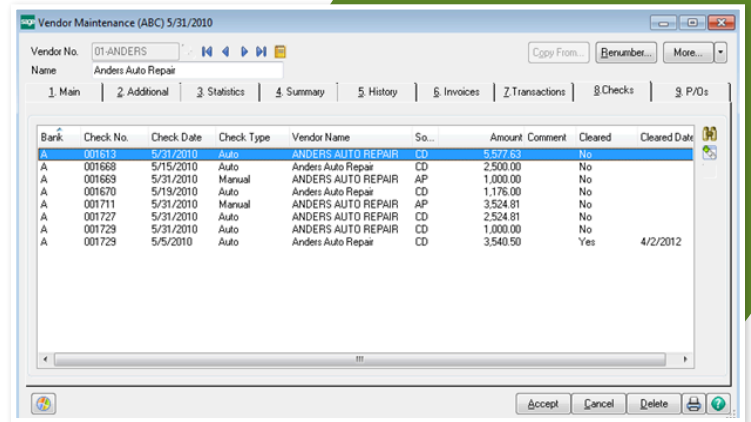 sage Vendor Maintenance (ABC) 5/31/2010
Vendor No. 01-ANDERS Copy From... Renumber... More...
Name Anders Auto Repair
1. Main 2. Additional 3. Statistics 4. Summary 5. History 6. Invoices 7.Transactions 8.Checks 9. P/Os
Bank Check No. Check Date Check Type Vendor Name So... Amount Comment Cleared Cleared Date
A 001613 5/31/2010 Auto ANDERS AUTO REPAIR CD 5,577.63 No
A 001668 5/15/2010 Auto Anders Auto Repair CD 2,500.00 No
A 001669 5/31/2010 Manual ANDERS AUTO REPAIR AP 1,000.00 No
A 001670 5/19/2010 Auto Anders Auto Repair CD 1,176.00 No
A 001711 5/31/2010 Manual ANDERS AUTO REPAIR AP 3,524.81 No
A 001727 5/31/2010 Auto ANDERS AUTO REPAIR CD 2,524.81 No
A 001729 5/31/2010 Auto ANDERS AUTO REPAIR CD 1,000.00 No
A 001729 5/5/2010 Auto Anders Auto Repair CD 3,540.50 Yes 4/2/2012
Accept Cancel Delete